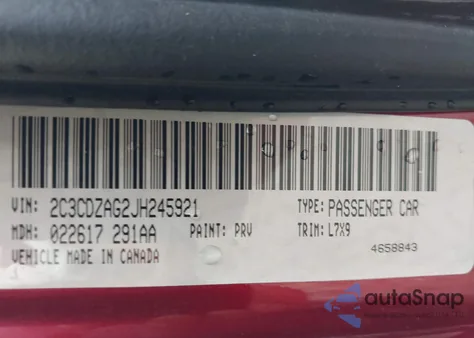 VIN: 2C3CDZAG2JH245921 TYPE: PASSENGER CAR
MDH: 022617 291AA PAINT: PRV TRIM: L7X9
VEHICLE MADE IN CANADA 4658843
autoSnap